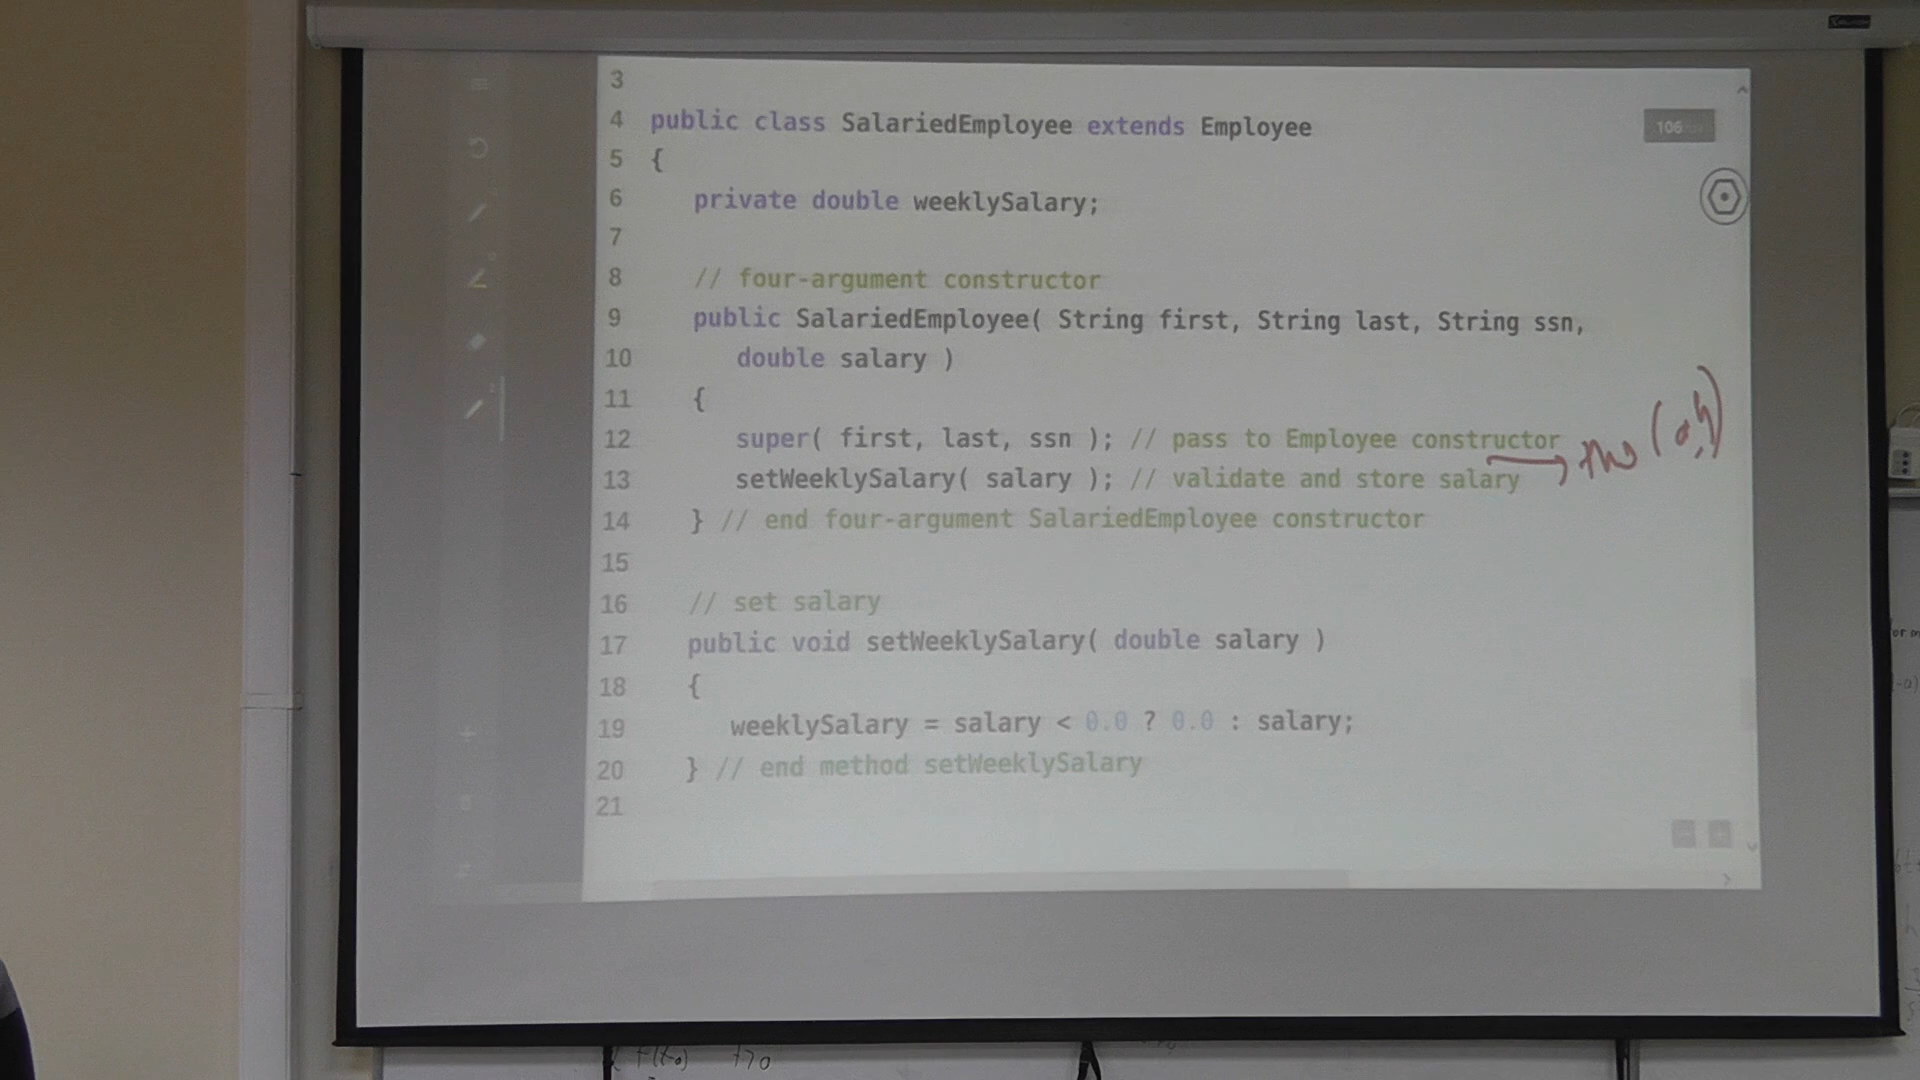 3
4 public class SalariedEmployee extends Employee
106
5 {
6 private double weeklySalary;
7
8 // four-argument constructor
9 public SalariedEmployee( String first, String last, String ssn,
10 double salary )
11 {
12 super( first, last, ssn ); // pass to Employee constructor
13 setWeeklySalary( salary ); // validate and store salary
14 } // end four-argument SalariedEmployee constructor
15
16 // set salary
17 public void setWeeklySalary( double salary )
18 {
19 weeklySalary = salary < 0.0 ? 0.0 : salary;
20 } // end method setWeeklySalary
21